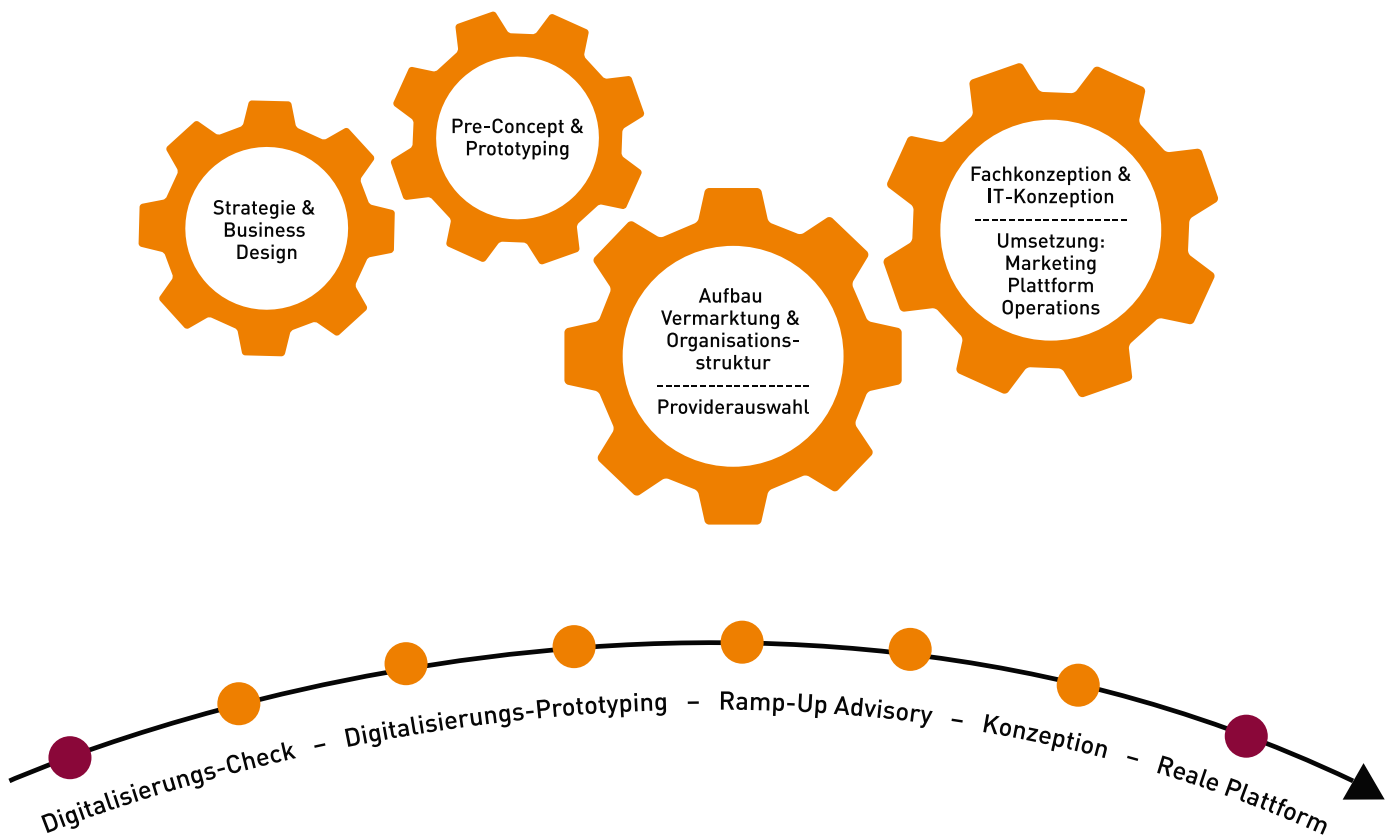 Strategie &
Business
Design
Pre-Concept &
Prototyping
Aufbau
Vermarktung &
Organisations-
struktur
Providerauswahl
Fachkonzeption &
IT-Konzeption
Umsetzung:
Marketing
Plattform
Operations
Digitalisierungs-Check – Digitalisierungs-Prototyping – Ramp-Up Advisory – Konzeption – Reale Plattform